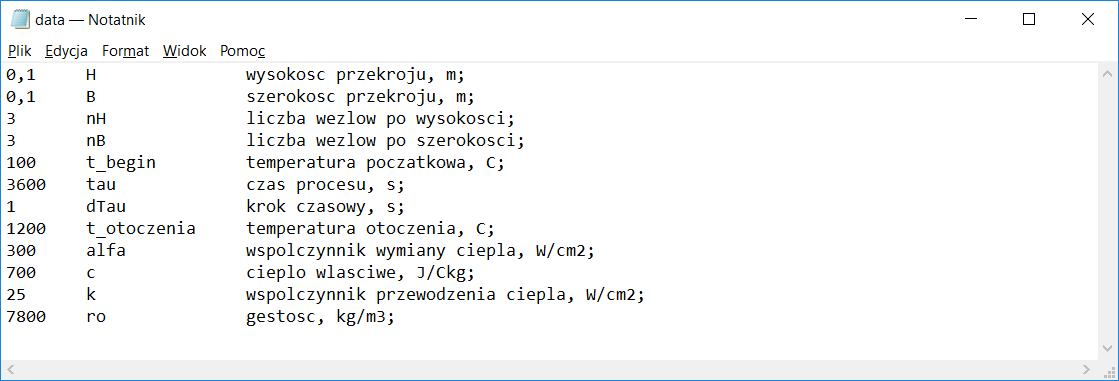 data — Notatnik
Plik Edycja Format Widok Pomoc
0,1 H wysokosc przekroju, m;
0,1 B szerokosc przekroju, m;
3 nH liczba wezlow po wysokosci;
3 nB liczba wezlow po szerokosci;
100 t_begin temperatura poczatkowa, C;
3600 tau czas procesu, s;
1 dTau krok czasowy, s;
1200 t_otoczenia temperatura otoczenia, C;
300 alfa wspolczynnik wymiany ciepla, W/cm2;
700 c cieplo wlasciwe, J/Ckg;
25 k wspolczynnik przewodzenia ciepla, W/cm2;
7800 ro gestosc, kg/m3;